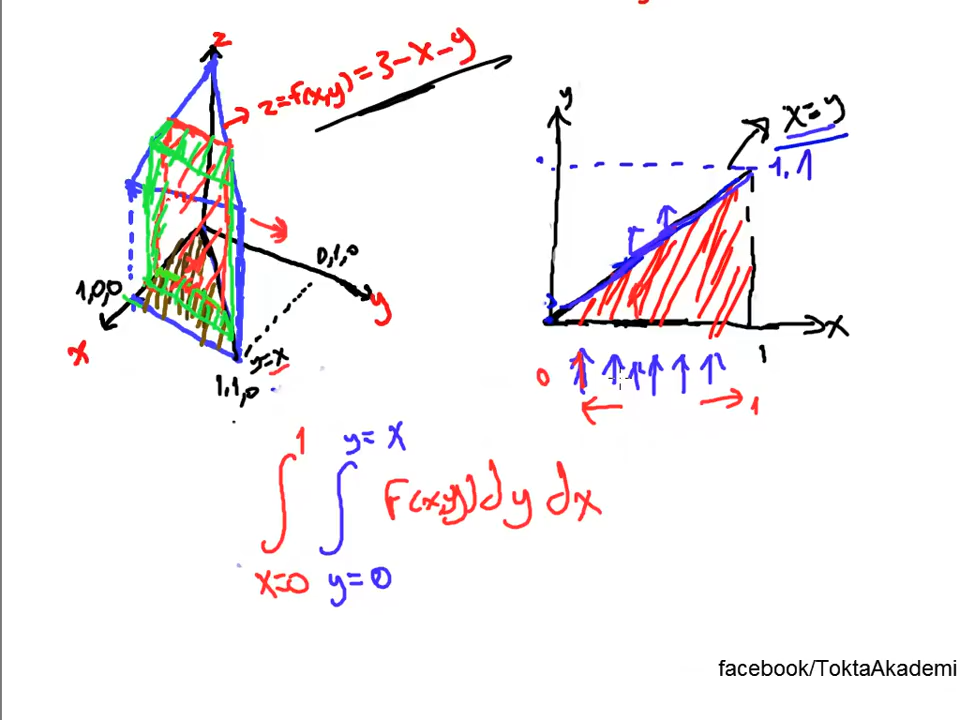 z
z=f(x,y)=3-x-y
y
x=y
1,1
0,1,0
1,0,0
y
x
x
y=x
1
1,1,0
0
1
∫ 1 x=0 ∫ y=x y=0 F(x,y) dy dx
facebook/ToktaAkademi